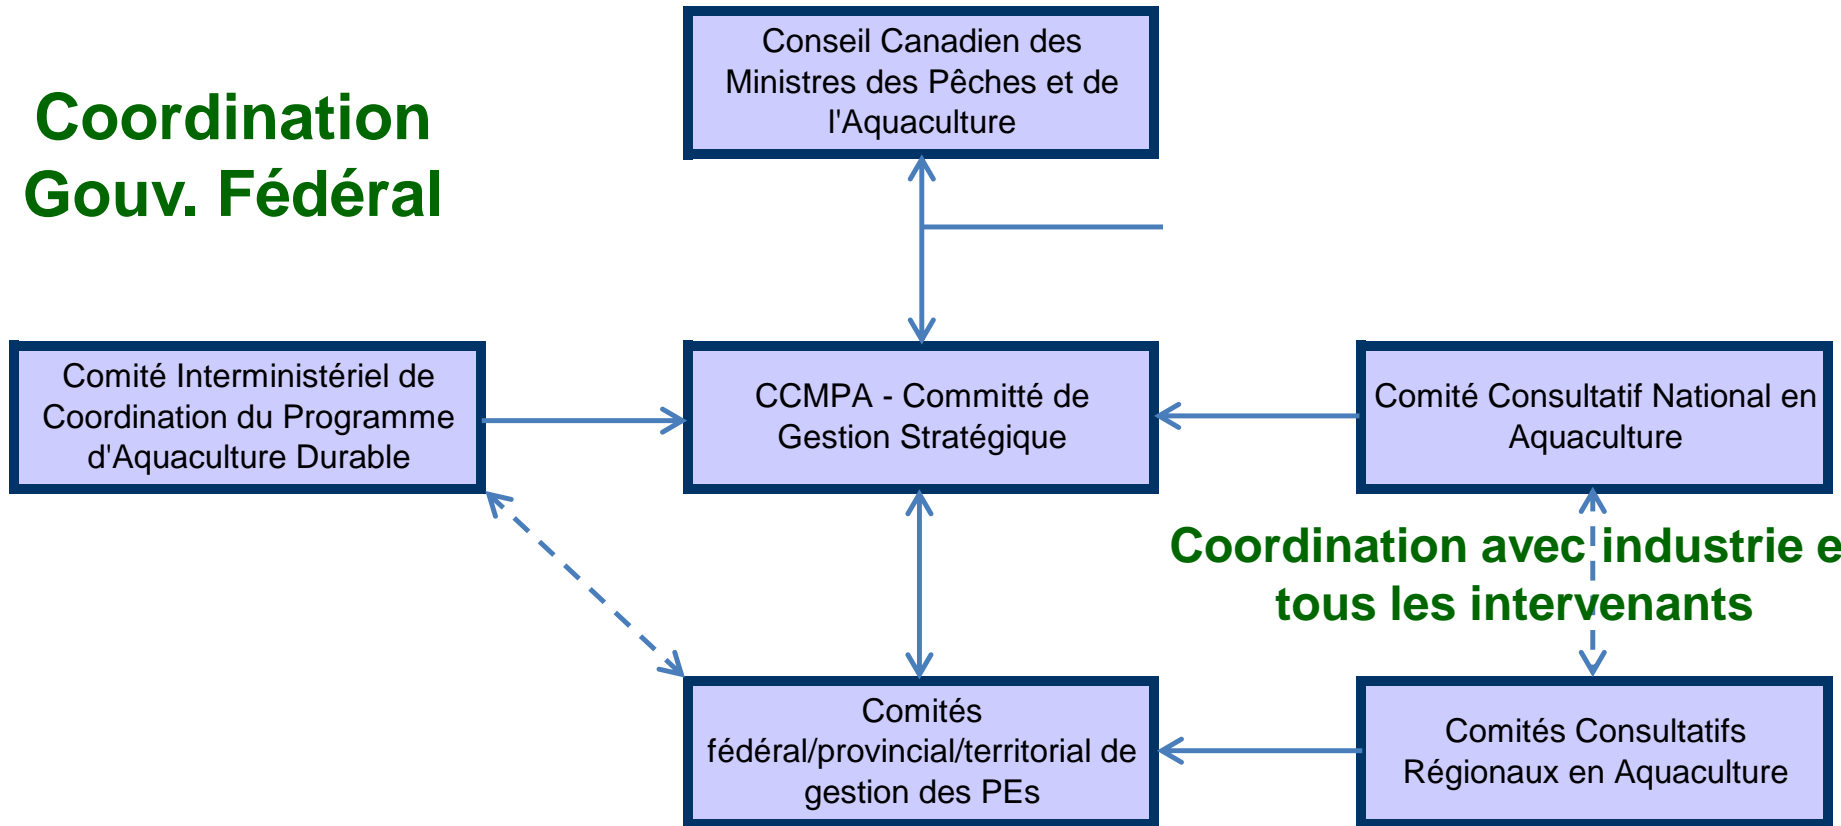 Conseil Canadien des
Ministres des Pêches et de
l'Aquaculture
Coordination
Gouv. Fédéral
Comité Interministériel de
Coordination du Programme
d'Aquaculture Durable
CCMPA - Committé de
Gestion Stratégique
Comité Consultatif National en
Aquaculture
Coordination avec industrie e
tous les intervenants
Comités
fédéral/provincial/territorial de
gestion des PEs
Comités Consultatifs
Régionaux en Aquaculture